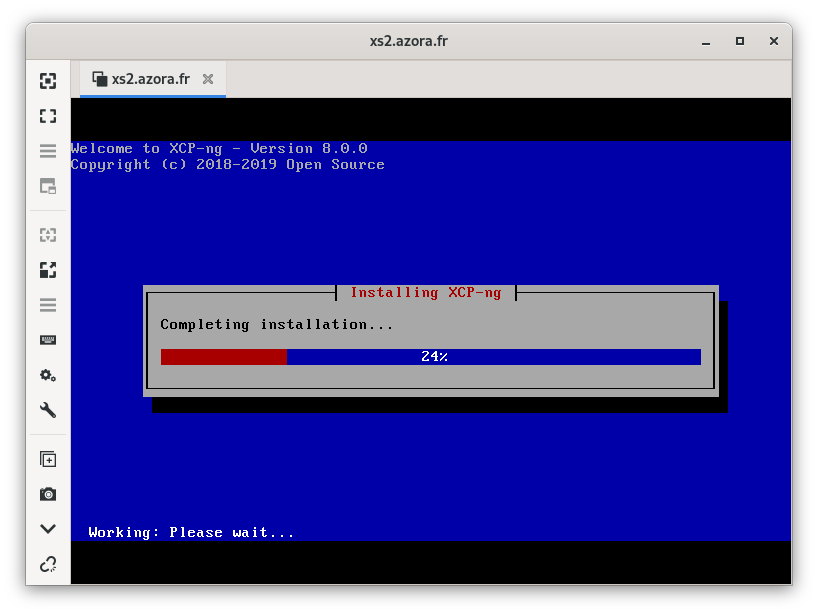 xs2.azora.fr
xs2.azora.fr
Welcome to XCP-ng - Version 8.0.0
Copyright (c) 2018-2019 Open Source
Installing XCP-ng
Completing installation...
24%
Working: Please wait...